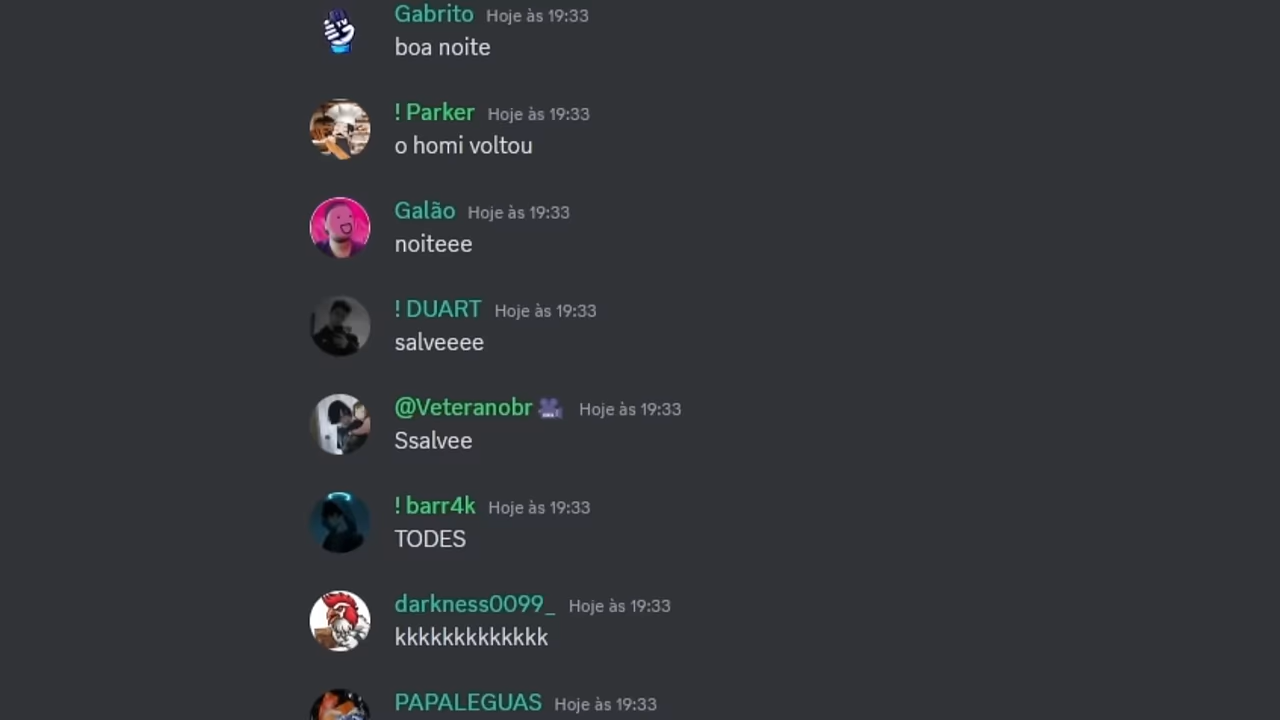 Gabrito Hoje às 19:33
boa noite
! Parker Hoje às 19:33
o homi voltou
Galão Hoje às 19:33
noiteee
! DUART Hoje às 19:33
salveeee
@Veteranobr Hoje às 19:33
Ssalvee
! barr4k Hoje às 19:33
TODES
darkness0099_ Hoje às 19:33
kkkkkkkkkkkkk
PAPALEGUAS Hoje às 19:33